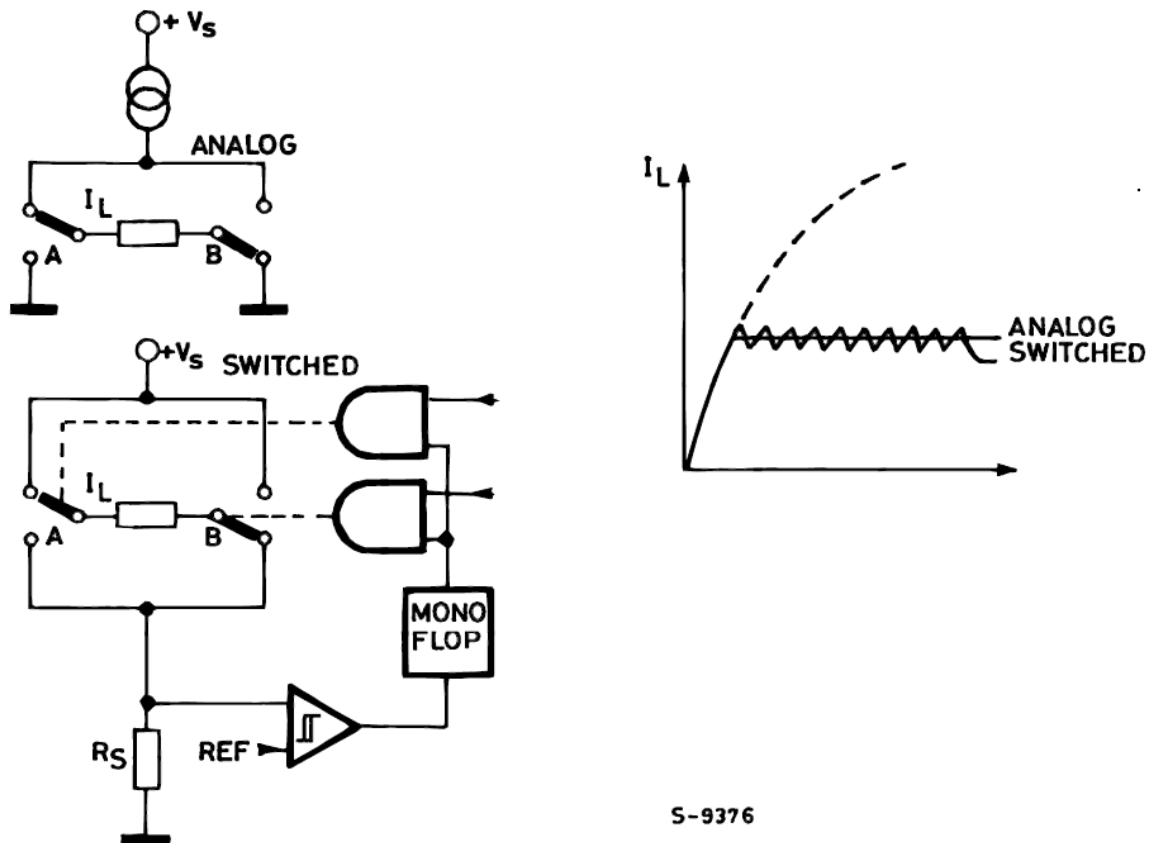 + Vs
ANALOG
IL
A
B
+Vs
SWITCHED
IL
A
B
MONO
FLOP
REF
RS
IL
ANALOG
SWITCHED
S-9376